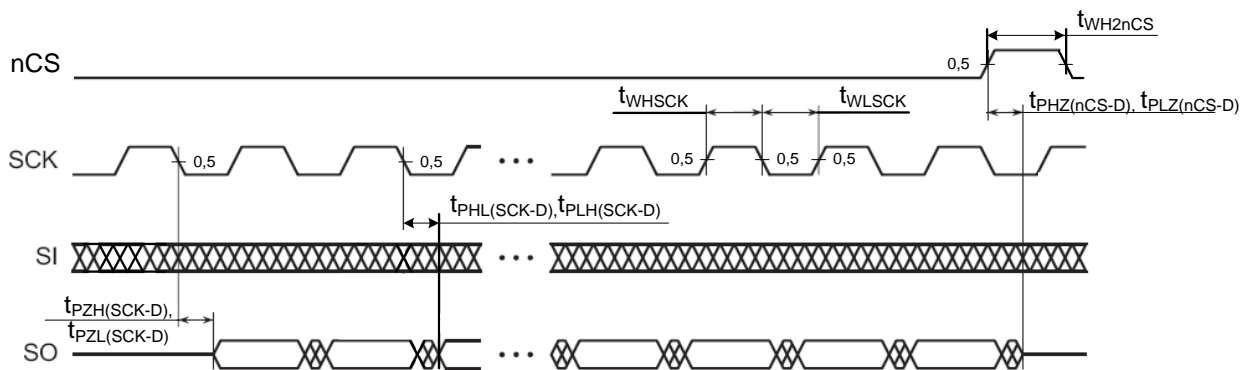 tWH2nCS
nCS
0,5
tWHSCK
tWLSCK
tPHZ(nCS-D), tPLZ(nCS-D)
SCK
0,5
0,5
...
0,5
0,5
0,5
tPHL(SCK-D),tPLH(SCK-D)
SI
...
tPZH(SCK-D),
tPZL(SCK-D)
SO
...